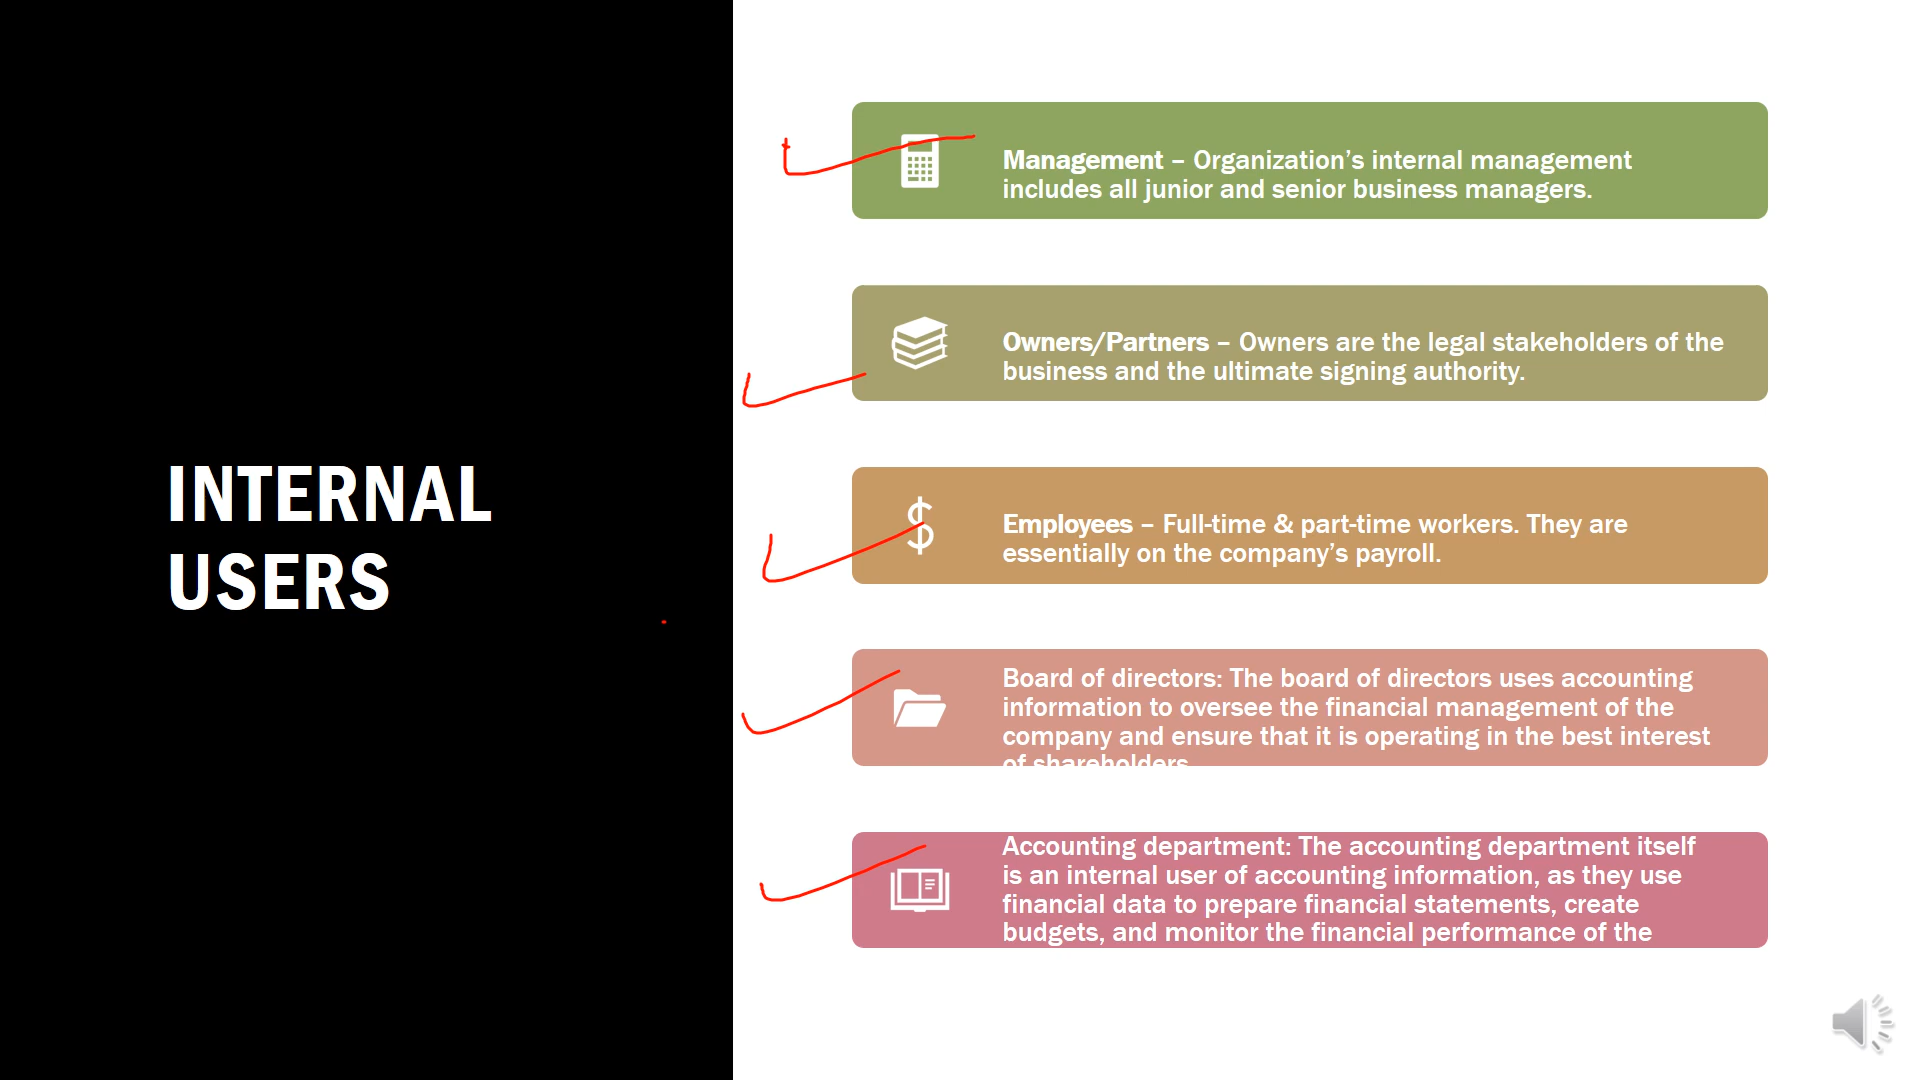 INTERNAL
USERS
Management – Organization’s internal management
includes all junior and senior business managers.
Owners/Partners – Owners are the legal stakeholders of the
business and the ultimate signing authority.
Employees – Full-time & part-time workers. They are
essentially on the company’s payroll.
Board of directors: The board of directors uses accounting
information to oversee the financial management of the
company and ensure that it is operating in the best interest
of shareholders
Accounting department: The accounting department itself
is an internal user of accounting information, as they use
financial data to prepare financial statements, create
budgets, and monitor the financial performance of the